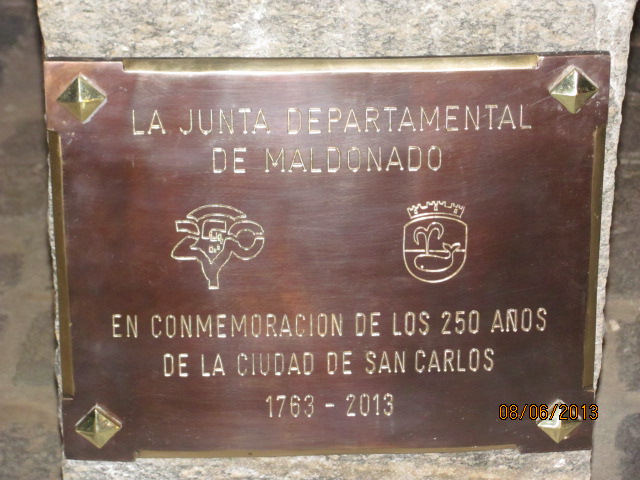 LA JUNTA DEPARTAMENTAL
DE MALDONADO
EN CONMEMORACION DE LOS 250 AÑOS
DE LA CIUDAD DE SAN CARLOS
1763 - 2013
08/06/2013